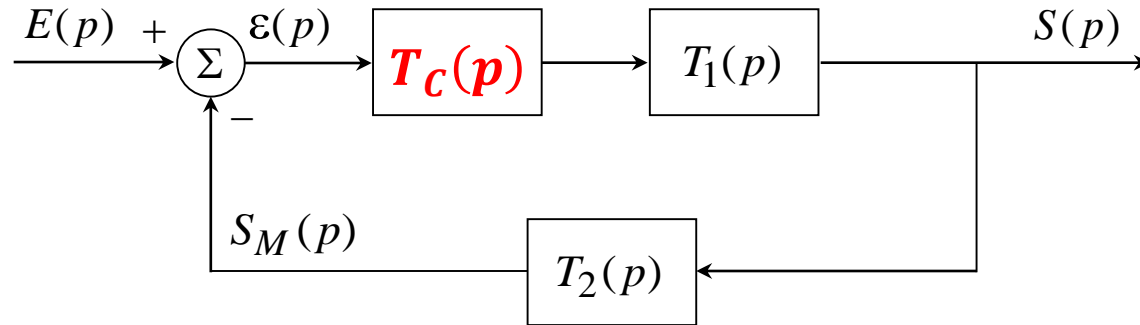 E(p) + ε(p) S(p)
Σ T_C(p) T_1(p)
−
S_M(p)
T_2(p)